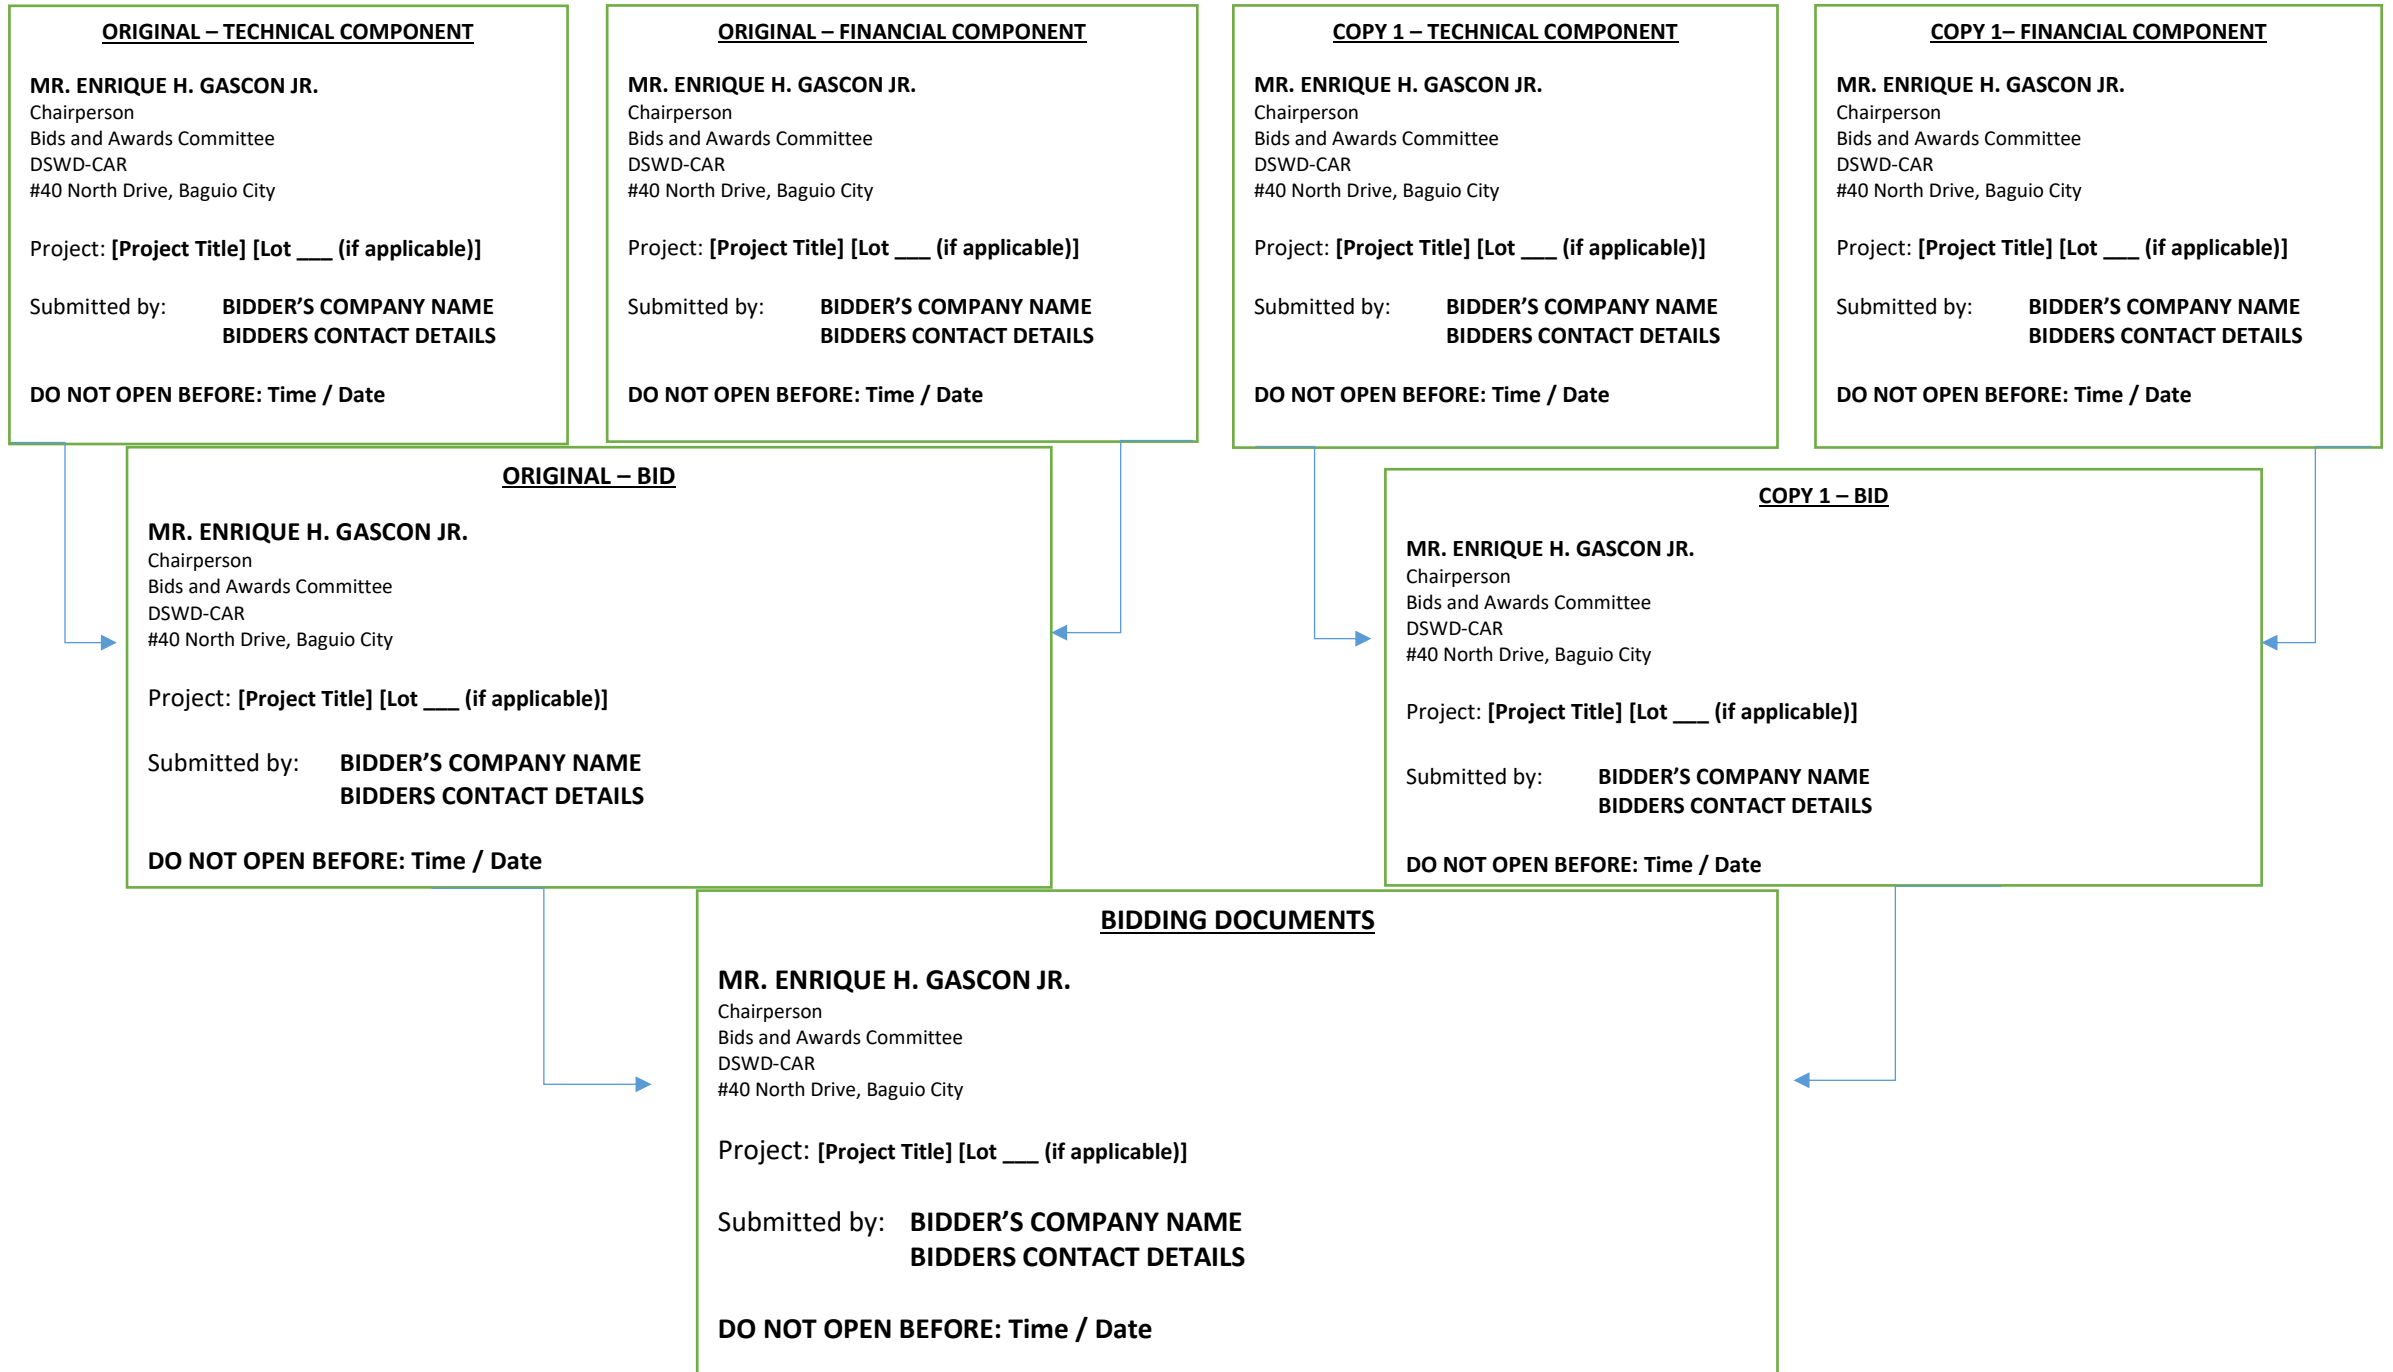 ORIGINAL – TECHNICAL COMPONENT
MR. ENRIQUE H. GASCON JR.
Chairperson
Bids and Awards Committee
DSWD-CAR
#40 North Drive, Baguio City
Project: [Project Title] [Lot ___ (if applicable)]
Submitted by: BIDDER’S COMPANY NAME
BIDDERS CONTACT DETAILS
DO NOT OPEN BEFORE: Time / Date
ORIGINAL – FINANCIAL COMPONENT
MR. ENRIQUE H. GASCON JR.
Chairperson
Bids and Awards Committee
DSWD-CAR
#40 North Drive, Baguio City
Project: [Project Title] [Lot ___ (if applicable)]
Submitted by: BIDDER’S COMPANY NAME
BIDDERS CONTACT DETAILS
DO NOT OPEN BEFORE: Time / Date
COPY 1 – TECHNICAL COMPONENT
MR. ENRIQUE H. GASCON JR.
Chairperson
Bids and Awards Committee
DSWD-CAR
#40 North Drive, Baguio City
Project: [Project Title] [Lot ___ (if applicable)]
Submitted by: BIDDER’S COMPANY NAME
BIDDERS CONTACT DETAILS
DO NOT OPEN BEFORE: Time / Date
COPY 1– FINANCIAL COMPONENT
MR. ENRIQUE H. GASCON JR.
Chairperson
Bids and Awards Committee
DSWD-CAR
#40 North Drive, Baguio City
Project: [Project Title] [Lot ___ (if applicable)]
Submitted by: BIDDER’S COMPANY NAME
BIDDERS CONTACT DETAILS
DO NOT OPEN BEFORE: Time / Date
ORIGINAL – BID
MR. ENRIQUE H. GASCON JR.
Chairperson
Bids and Awards Committee
DSWD-CAR
#40 North Drive, Baguio City
Project: [Project Title] [Lot ___ (if applicable)]
Submitted by: BIDDER’S COMPANY NAME
BIDDERS CONTACT DETAILS
DO NOT OPEN BEFORE: Time / Date
COPY 1 – BID
MR. ENRIQUE H. GASCON JR.
Chairperson
Bids and Awards Committee
DSWD-CAR
#40 North Drive, Baguio City
Project: [Project Title] [Lot ___ (if applicable)]
Submitted by: BIDDER’S COMPANY NAME
BIDDERS CONTACT DETAILS
DO NOT OPEN BEFORE: Time / Date
BIDDING DOCUMENTS
MR. ENRIQUE H. GASCON JR.
Chairperson
Bids and Awards Committee
DSWD-CAR
#40 North Drive, Baguio City
Project: [Project Title] [Lot ___ (if applicable)]
Submitted by: BIDDER’S COMPANY NAME
BIDDERS CONTACT DETAILS
DO NOT OPEN BEFORE: Time / Date